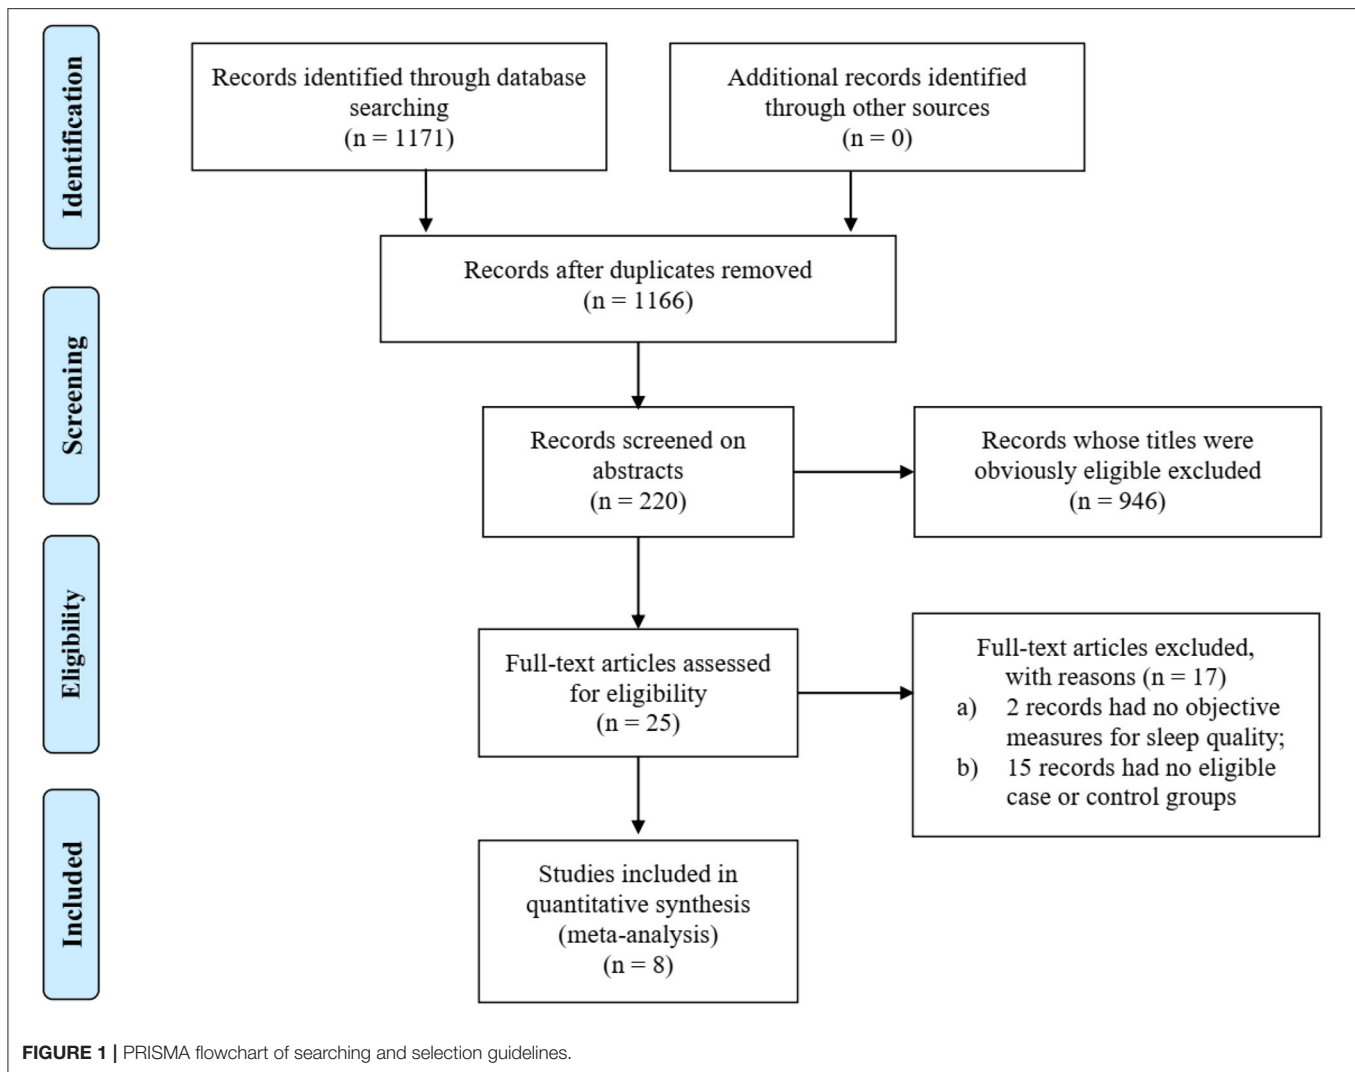 Identification
Records identified through database
searching
(n = 1171)
Additional records identified
through other sources
(n = 0)
Records after duplicates removed
(n = 1166)
Screening
Records screened on
abstracts
(n = 220)
Records whose titles were
obviously eligible excluded
(n = 946)
Eligibility
Full-text articles assessed
for eligibility
(n = 25)
Full-text articles excluded,
with reasons (n = 17)
a) 2 records had no objective
measures for sleep quality;
b) 15 records had no eligible
case or control groups
Included
Studies included in
quantitative synthesis
(meta-analysis)
(n = 8)
FIGURE 1 | PRISMA flowchart of searching and selection guidelines.